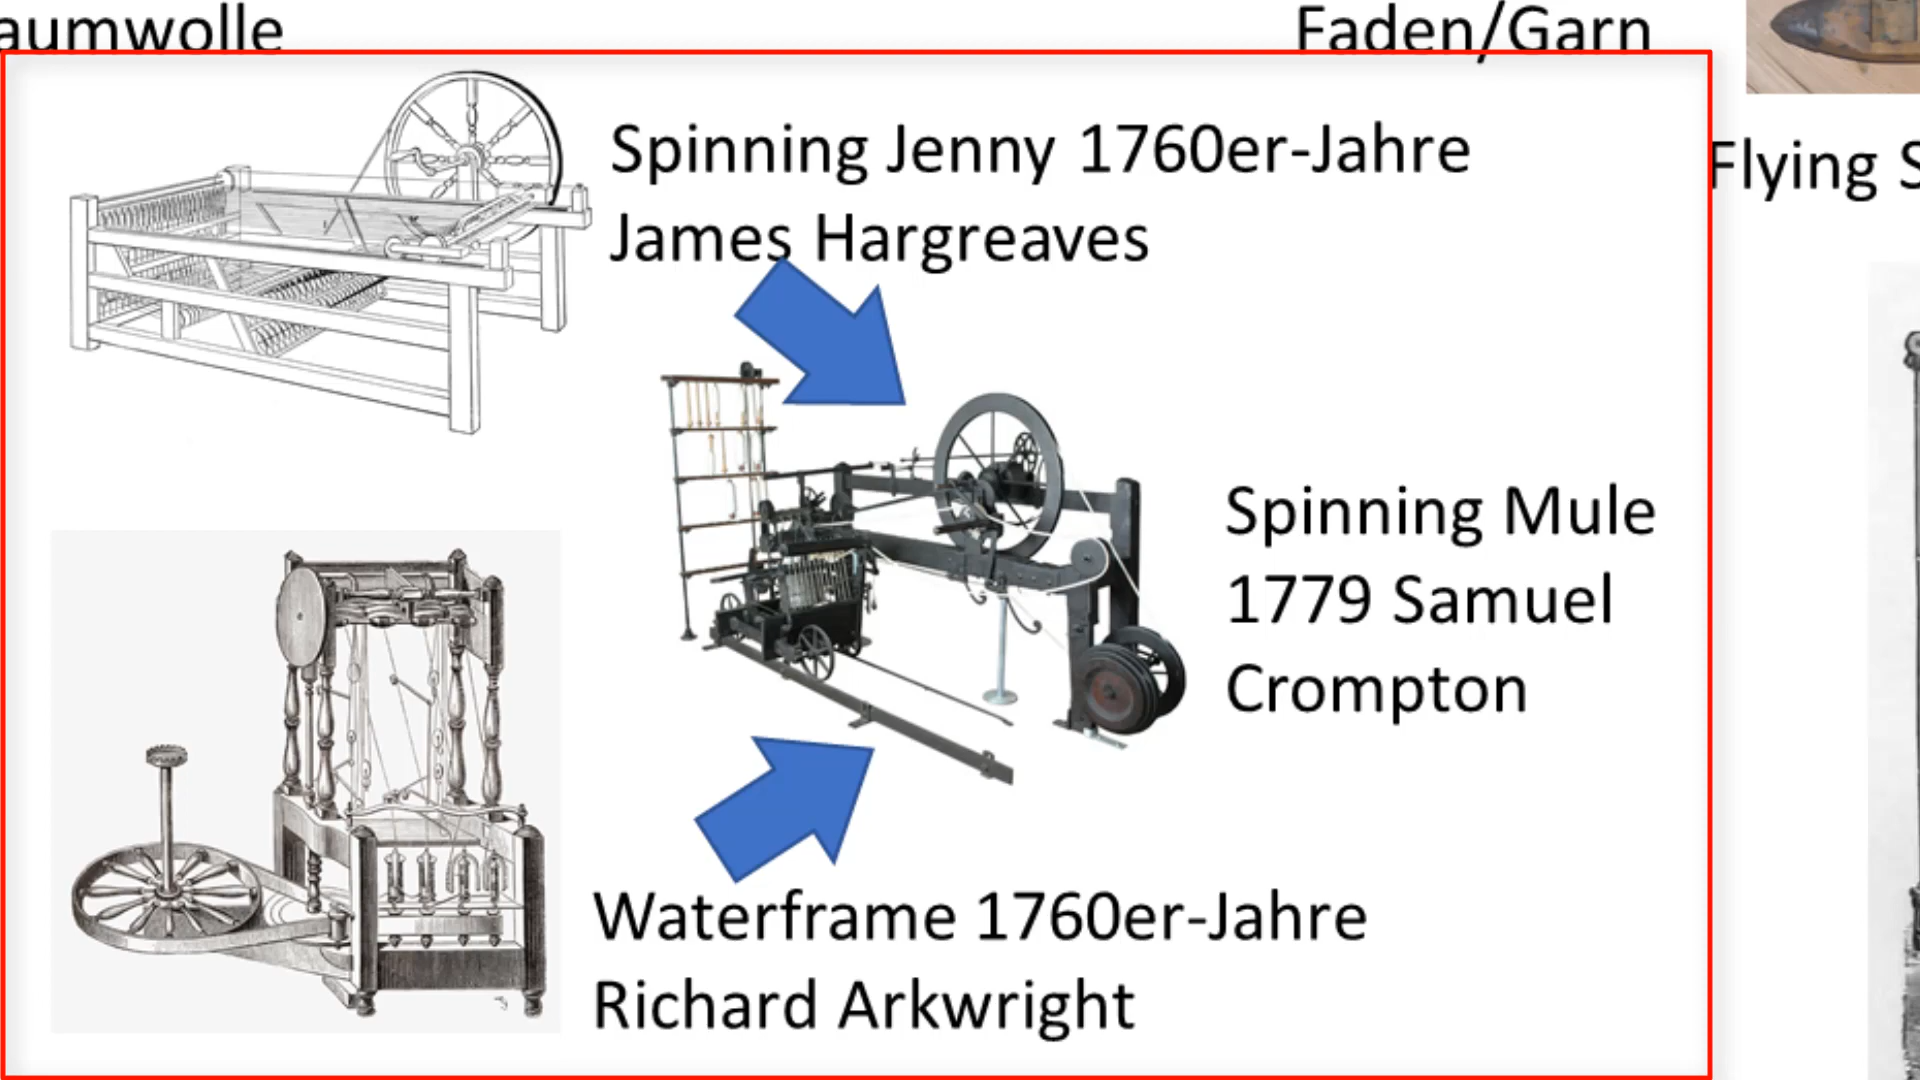 aumwolle
Faden/Garn
Spinning Jenny 1760er-Jahre
James Hargreaves
Flying S
Spinning Mule
1779 Samuel
Crompton
Waterframe 1760er-Jahre
Richard Arkwright